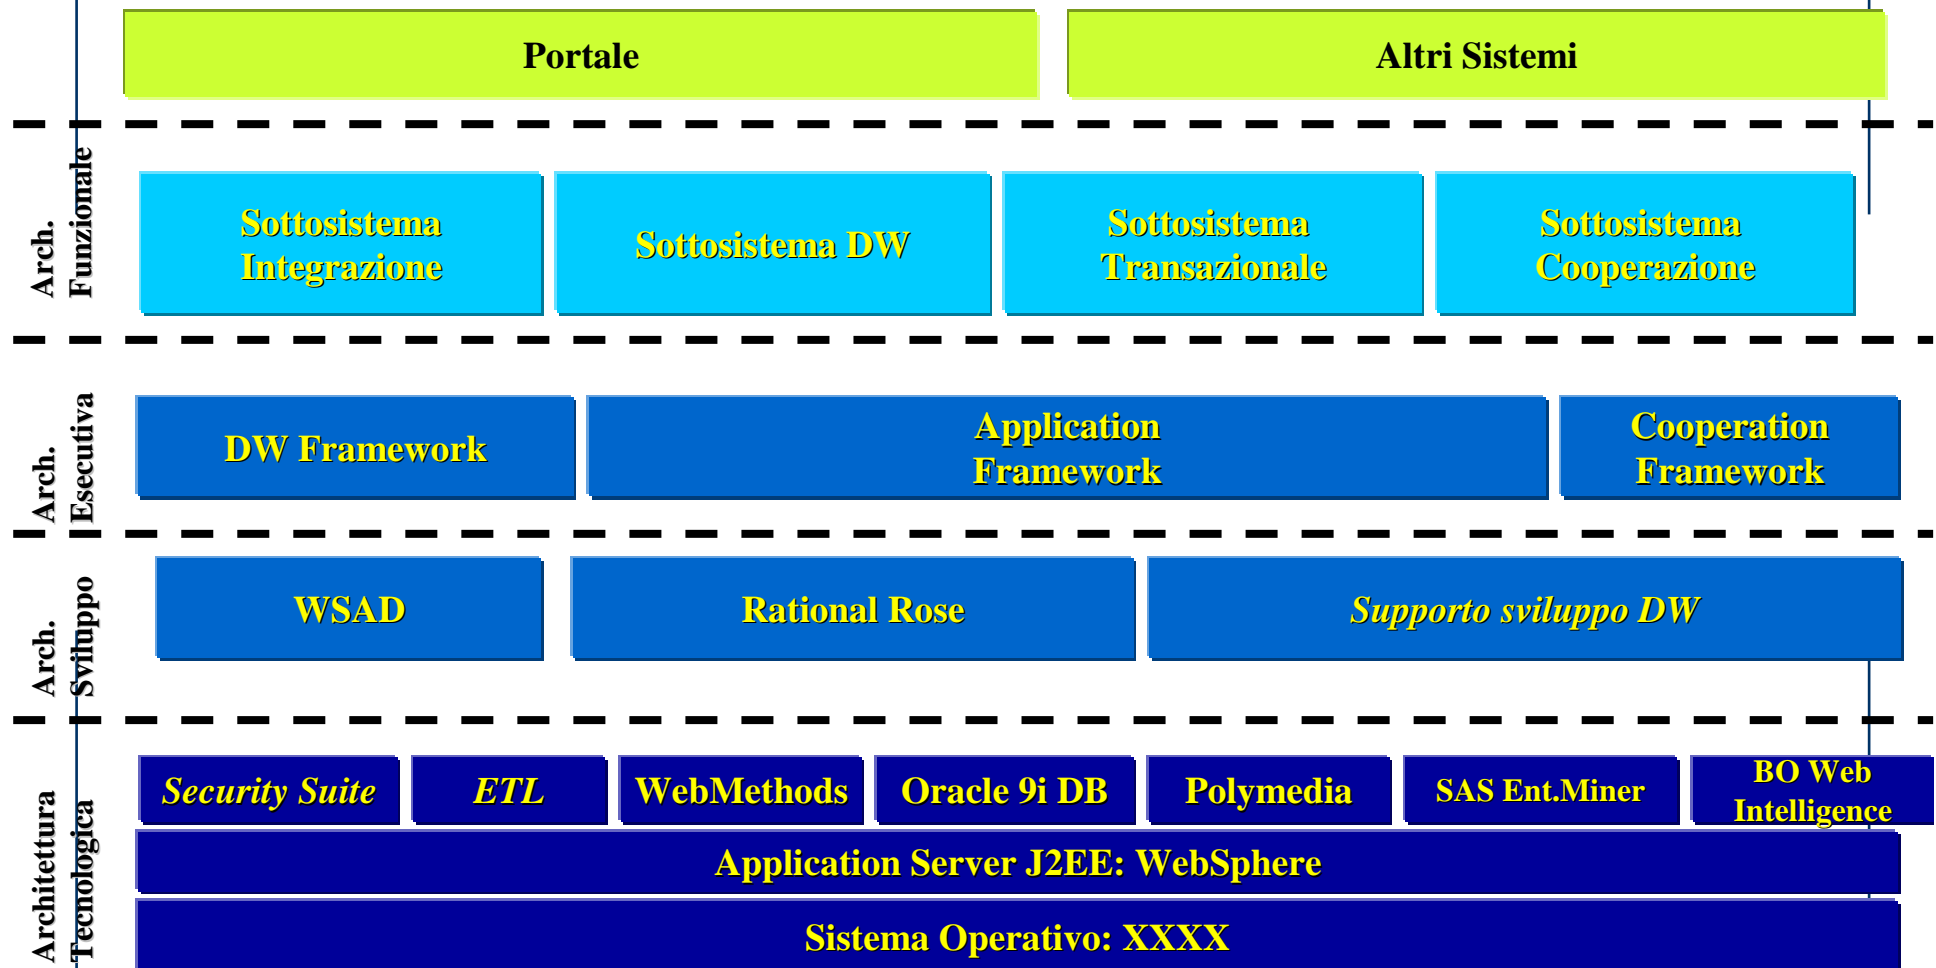 Portale
Altri Sistemi
Arch.
Funzionale
Sottosistema
Integrazione
Sottosistema DW
Sottosistema
Transazionale
Sottosistema
Cooperazione
Arch.
Esecutiva
DW Framework
Application
Framework
Cooperation
Framework
Arch.
Sviluppo
WSAD
Rational Rose
Supporto sviluppo DW
Architettura
Tecnologica
Security Suite
ETL
WebMethods
Oracle 9i DB
Polymedia
SAS Ent.Miner
BO Web
Intelligence
Application Server J2EE: WebSphere
Sistema Operativo: XXXX